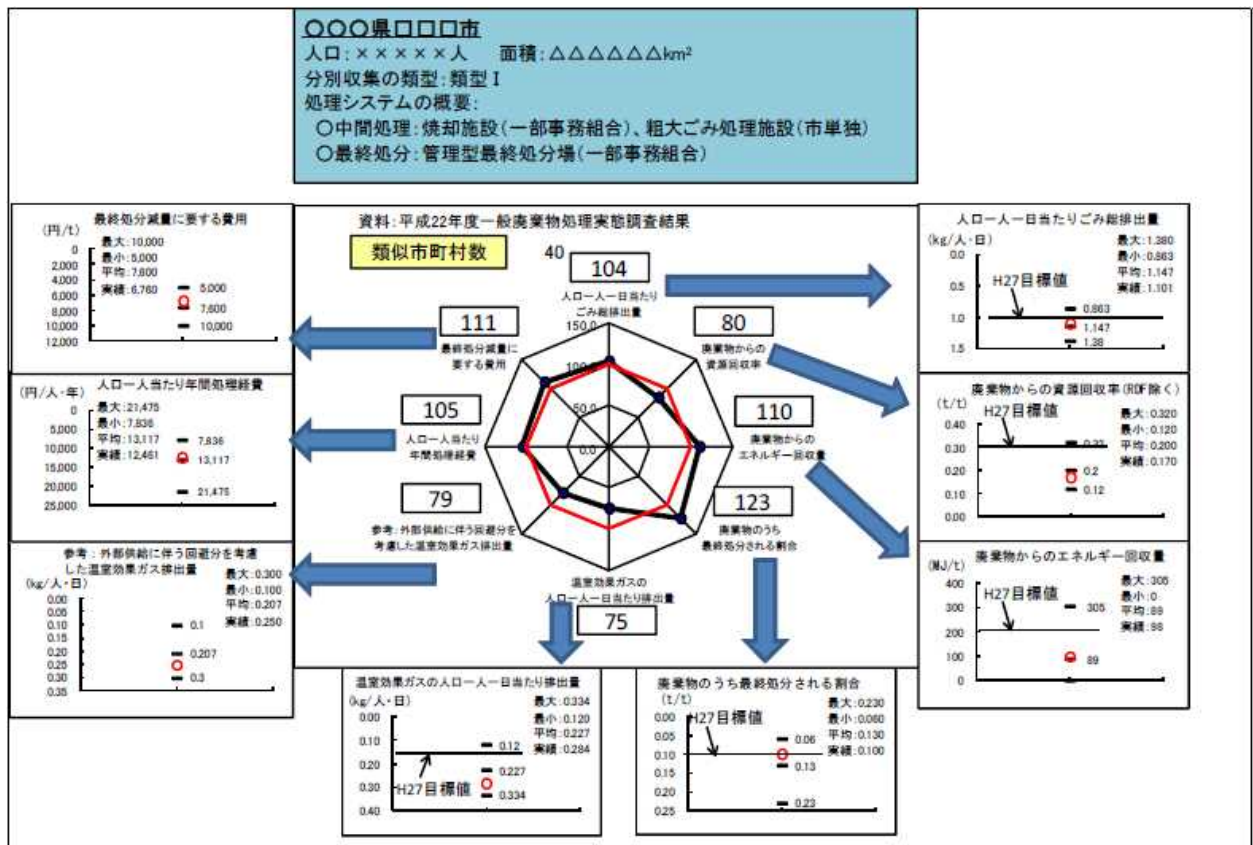 〇〇〇県□□□市
人口：×××××人　面積：△△△△△△km²
分別収集の類型：類型Ⅰ
処理システムの概要：
〇中間処理：焼却施設（一部事務組合）、粗大ごみ処理施設（市単独）
〇最終処分：管理型最終処分場（一部事務組合）
資料：平成22年度一般廃棄物処理実態調査結果
類似市町村数
40
104
人口一人一日当たり
ごみ総排出量
80
廃棄物からの
資源回収率
110
廃棄物からの
エネルギー回収量
123
廃棄物のうち
最終処分される割合
温室効果ガスの
人口一人一日当たり排出量
75
79
参考：外部供給に伴う回避分を
考慮した温室効果ガス排出量
105
人口一人当たり
年間処理経費
111
最終処分減量に
要する費用
150.0
100.0
50.0
0.0
最終処分減量に要する費用
(円/t)
最大：10,000
最小：5,000
平均：7,600
実績：6,760
0
2,000
4,000
6,000
8,000
10,000
12,000
5,000
7,600
10,000
人口一人当たり年間処理経費
(円/人・年)
最大：21,475
最小：7,836
平均：13,117
実績：12,461
0
5,000
10,000
15,000
20,000
25,000
7,836
13,117
21,475
参考：外部供給に伴う回避分を考慮
した温室効果ガス排出量
(kg/人・日)
最大：0.300
最小：0.100
平均：0.207
実績：0.250
0.00
0.05
0.10
0.15
0.20
0.25
0.30
0.35
0.1
0.207
0.3
温室効果ガスの人口一人一日当たり排出量
(kg/人・日)
最大：0.334
最小：0.120
平均：0.227
実績：0.284
0.00
0.10
0.20
0.30
0.40
0.12
0.227
0.334
H27目標値
廃棄物のうち最終処分される割合
(t/t)
最大：0.230
最小：0.060
平均：0.130
実績：0.100
0.00
0.05
0.10
0.15
0.20
0.25
H27目標値
0.06
0.13
0.23
人口一人一日当たりごみ総排出量
(kg/人・日)
最大：1.380
最小：0.863
平均：1.147
実績：1.101
0.0
0.5
1.0
1.5
H27目標値
0.863
1.147
1.38
廃棄物からの資源回収率(RDF除く)
(t/t)
最大：0.320
最小：0.120
平均：0.200
実績：0.170
0.40
0.30
0.20
0.10
0.00
H27目標値
0.32
0.2
0.12
廃棄物からのエネルギー回収量
(MJ/t)
最大：305
最小：0
平均：89
実績：98
400
300
200
100
0
H27目標値
305
89